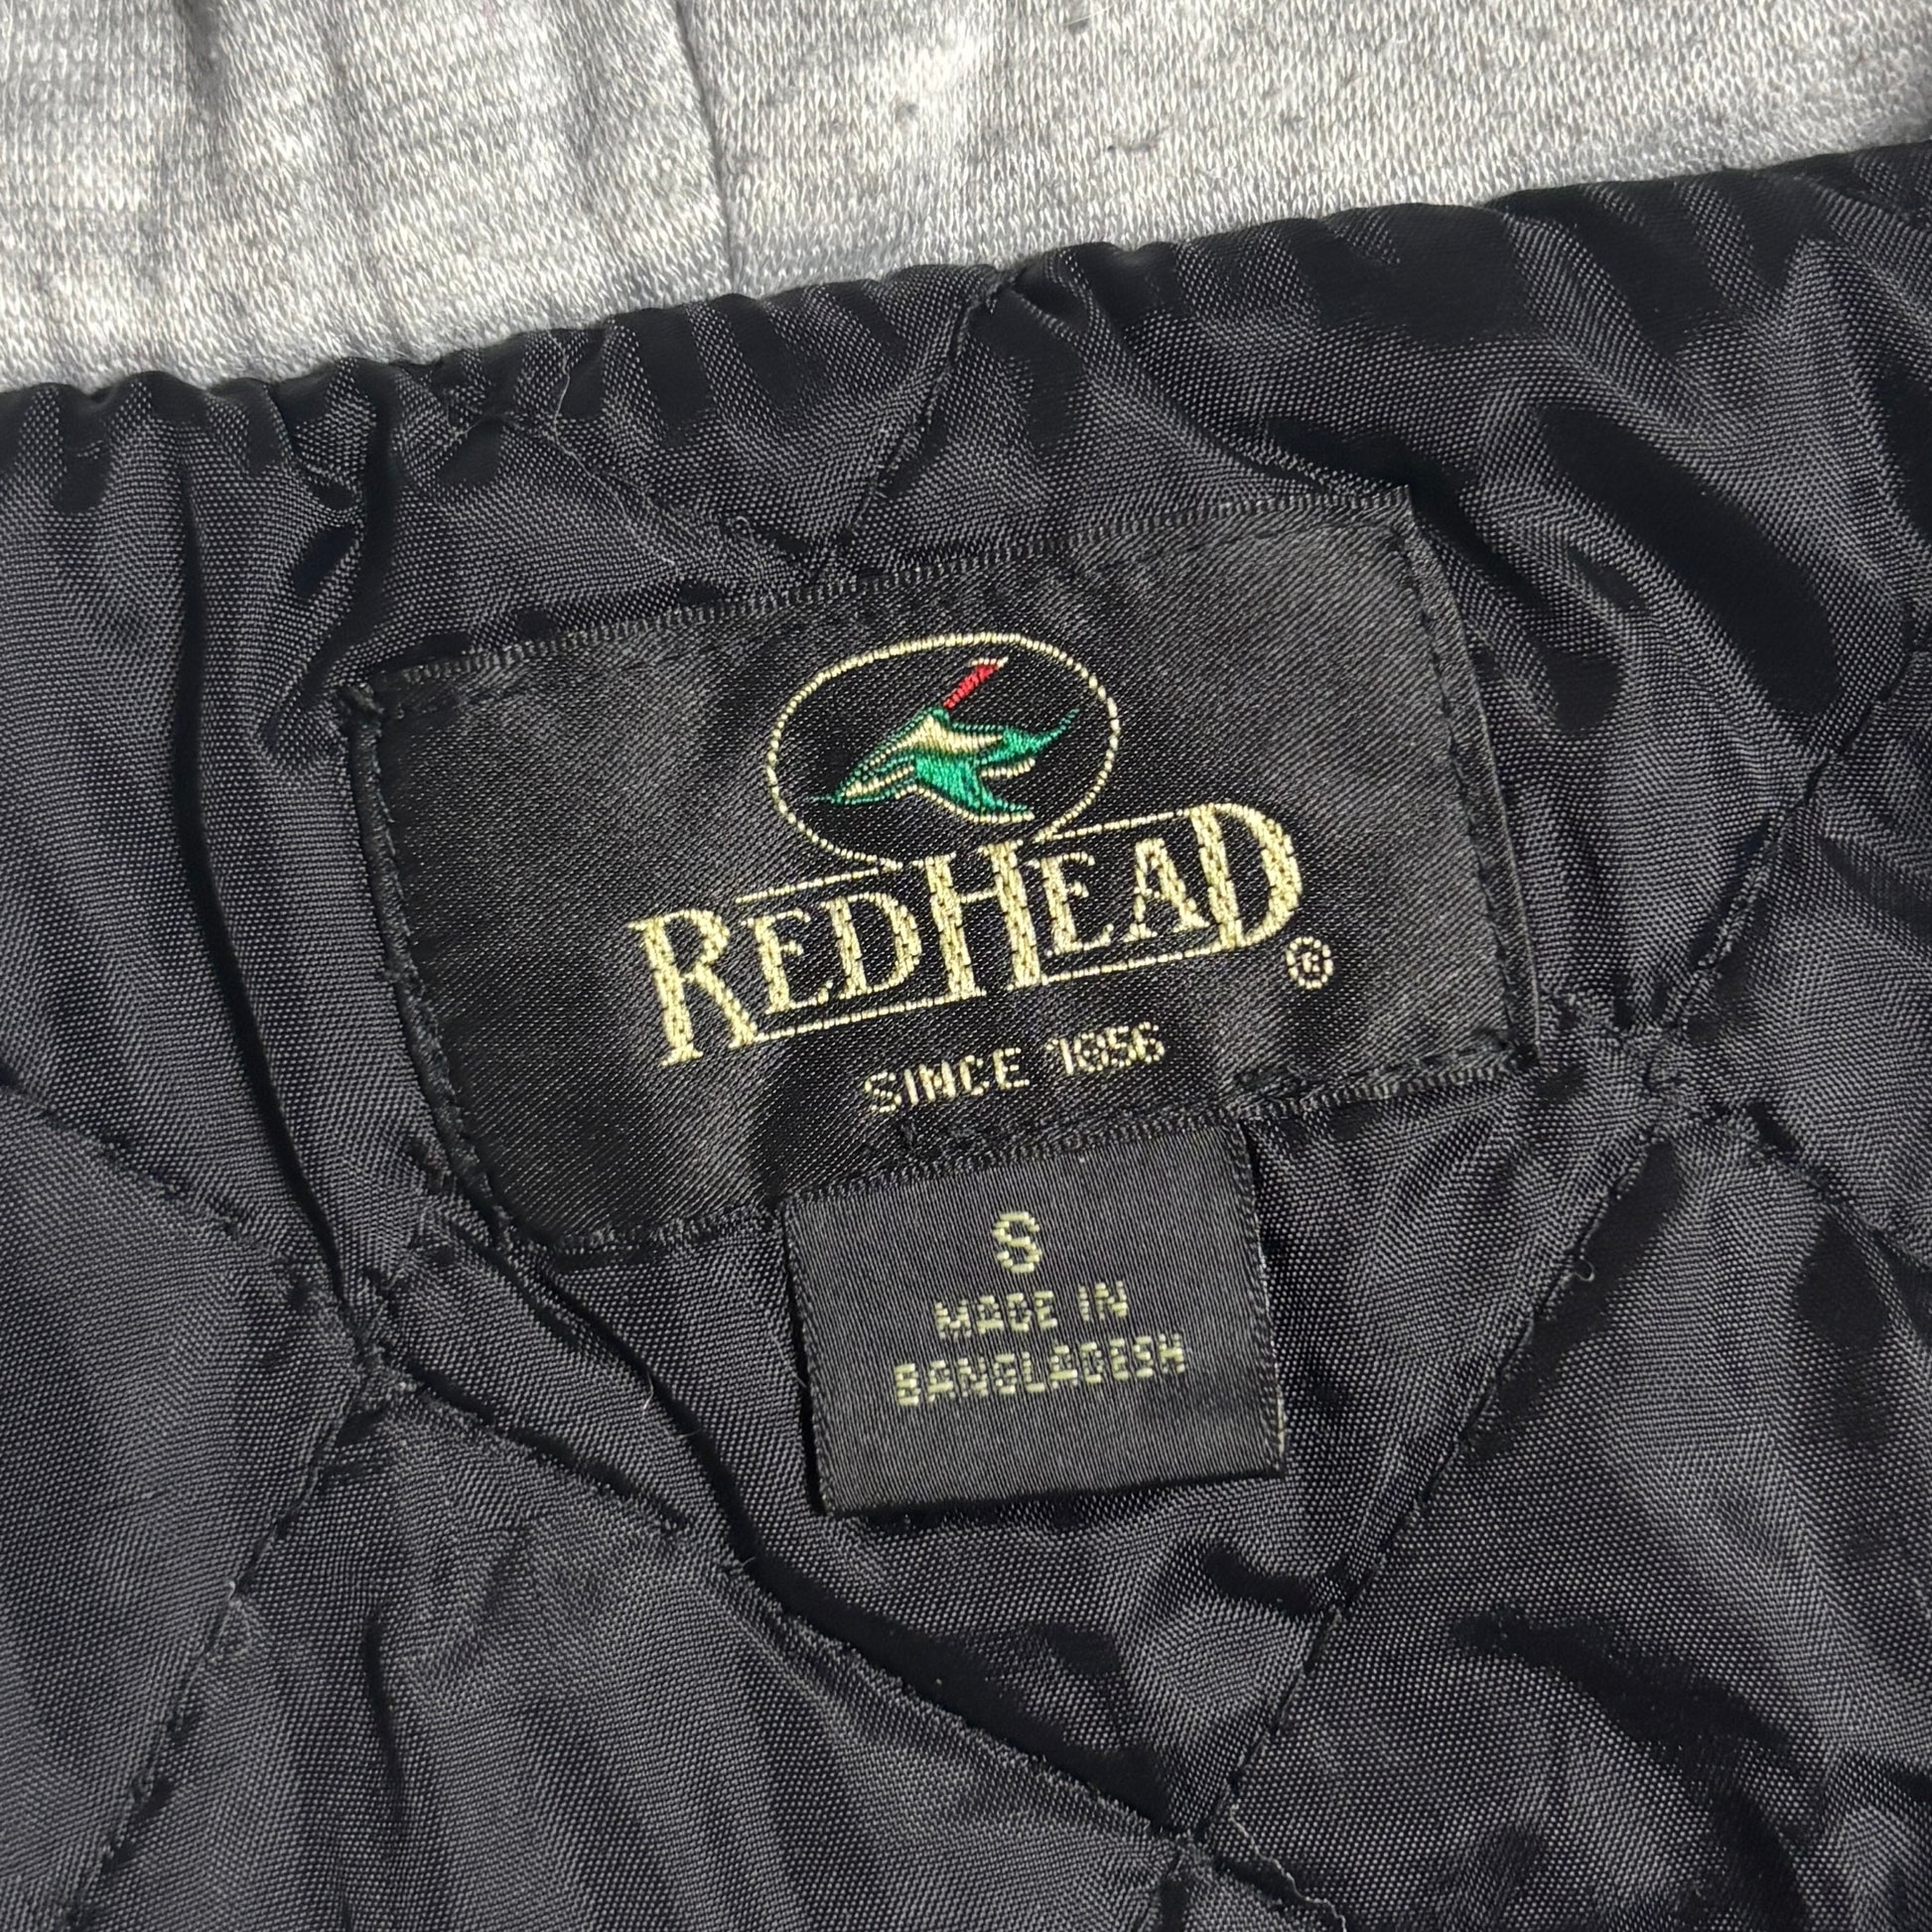 REDHEAD®
SINCE 1856
S
MADE IN
BANGLADESH